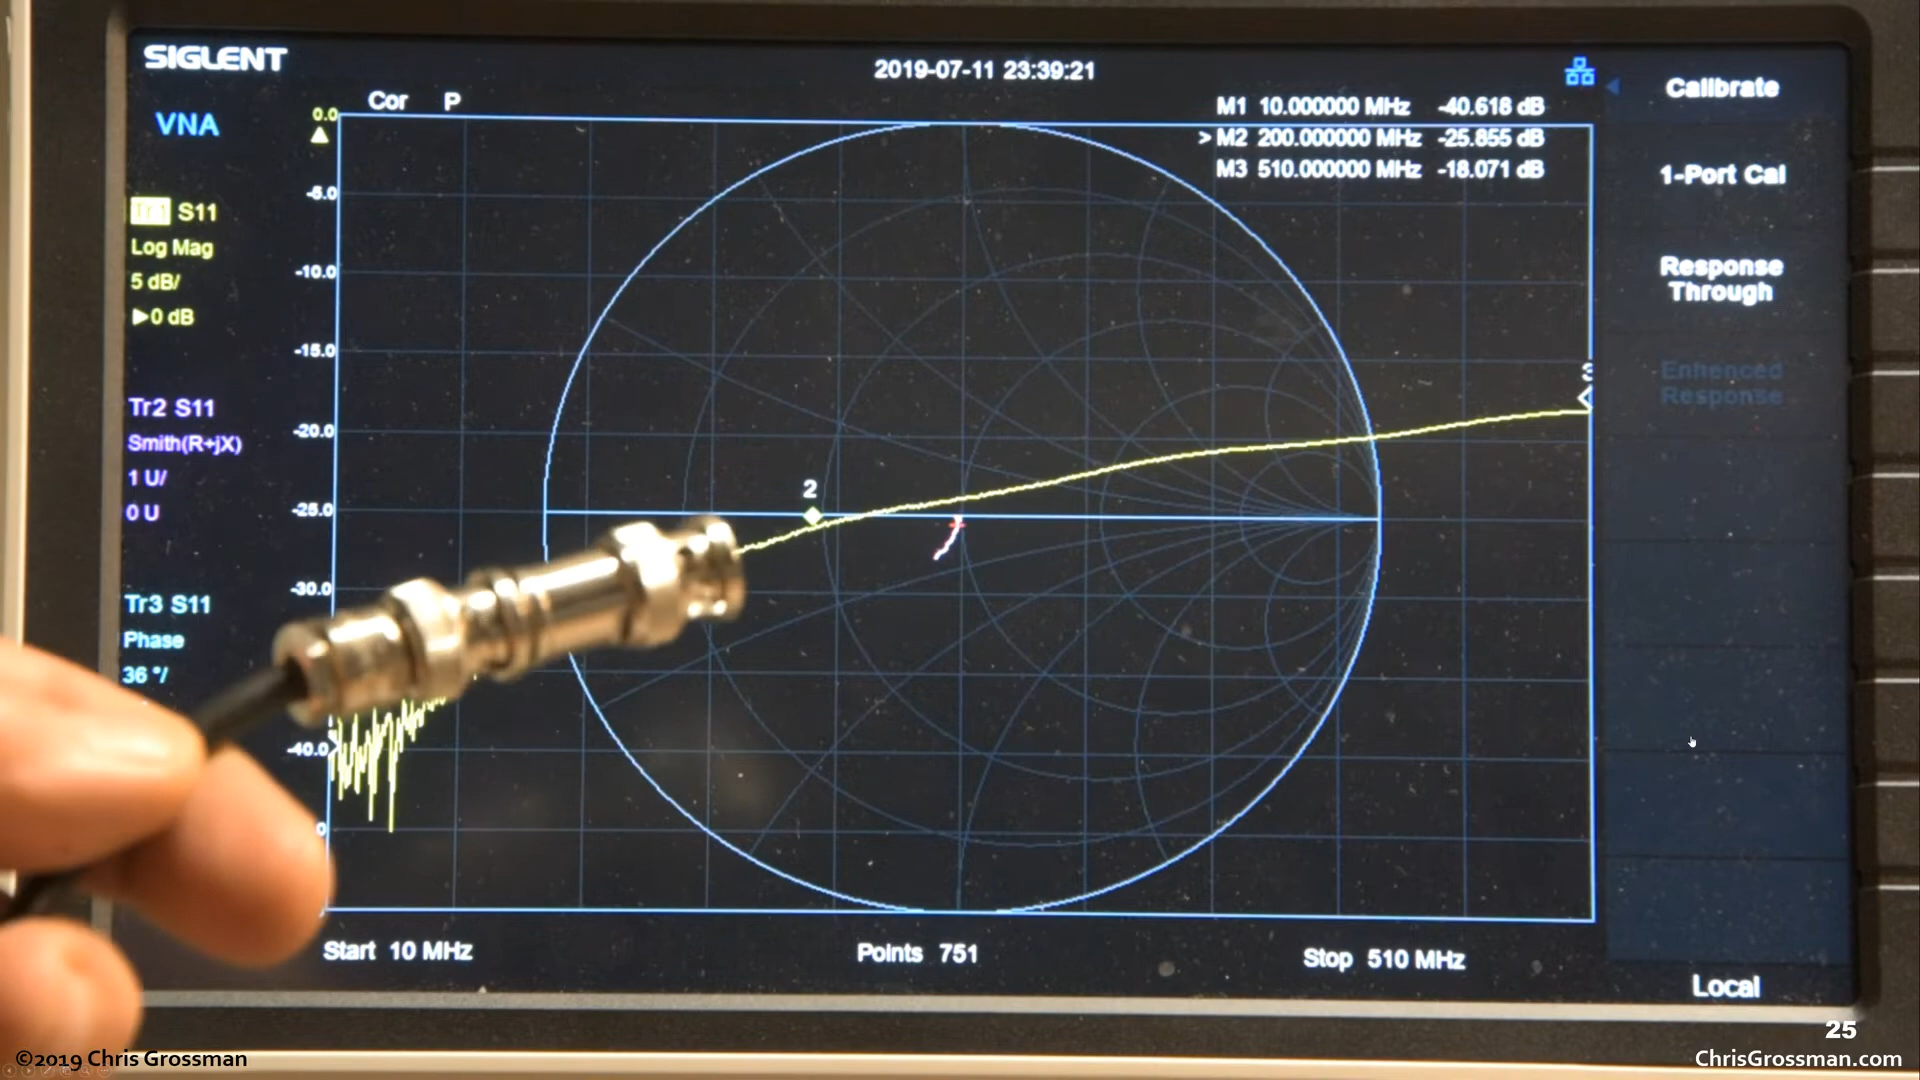 SIGLENT
2019-07-11 23:39:21
VNA
Cor P
M1 10.000000 MHz -40.618 dB
> M2 200.000000 MHz -25.855 dB
M3 510.000000 MHz -18.071 dB
Calibrate
1-Port Cal
Response
Through
Enhanced
Response
Local
Tr1 S11
Log Mag
5 dB/
▶0 dB
Tr2 S11
Smith(R+jX)
1 U/
0 U
Tr3 S11
Phase
36 °/
0.0
-5.0
-10.0
-15.0
-20.0
-25.0
-30.0
-40.0
0
2
3
Start 10 MHz
Points 751
Stop 510 MHz
25
©2019 Chris Grossman
ChrisGrossman.com